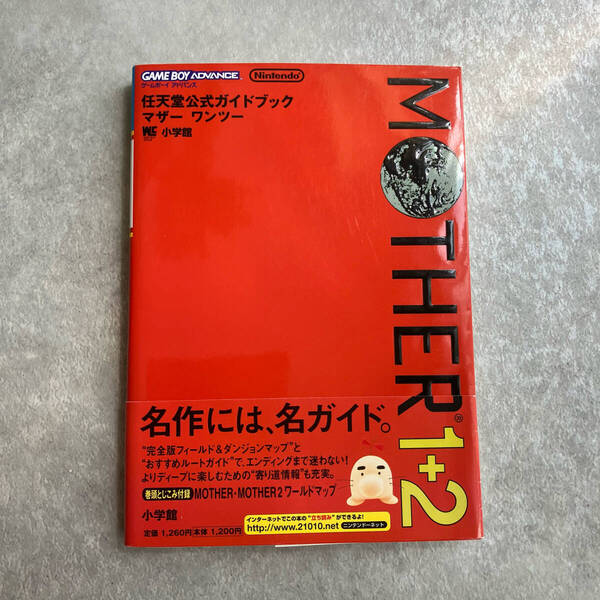 GAME BOY ADVANCE
ゲームボーイ アドバンス
Nintendo
任天堂公式ガイドブック
マザー ワンツー
小学館
MOTHER 1+2
名作には、名ガイド。
“完全版フィールド&ダンジョンマップ”と
“おすすめルートガイド”で、エンディングまで迷わない!
よりディープに楽しむための“寄り道情報”も充実。
巻頭とじこみ付録 MOTHER・MOTHER2ワールドマップ
小学館
定価 1,260円 本体 1,200円
インターネットでこの本の“立ち読み”ができるよ!
http://www.21010.net ニンテンドーネット